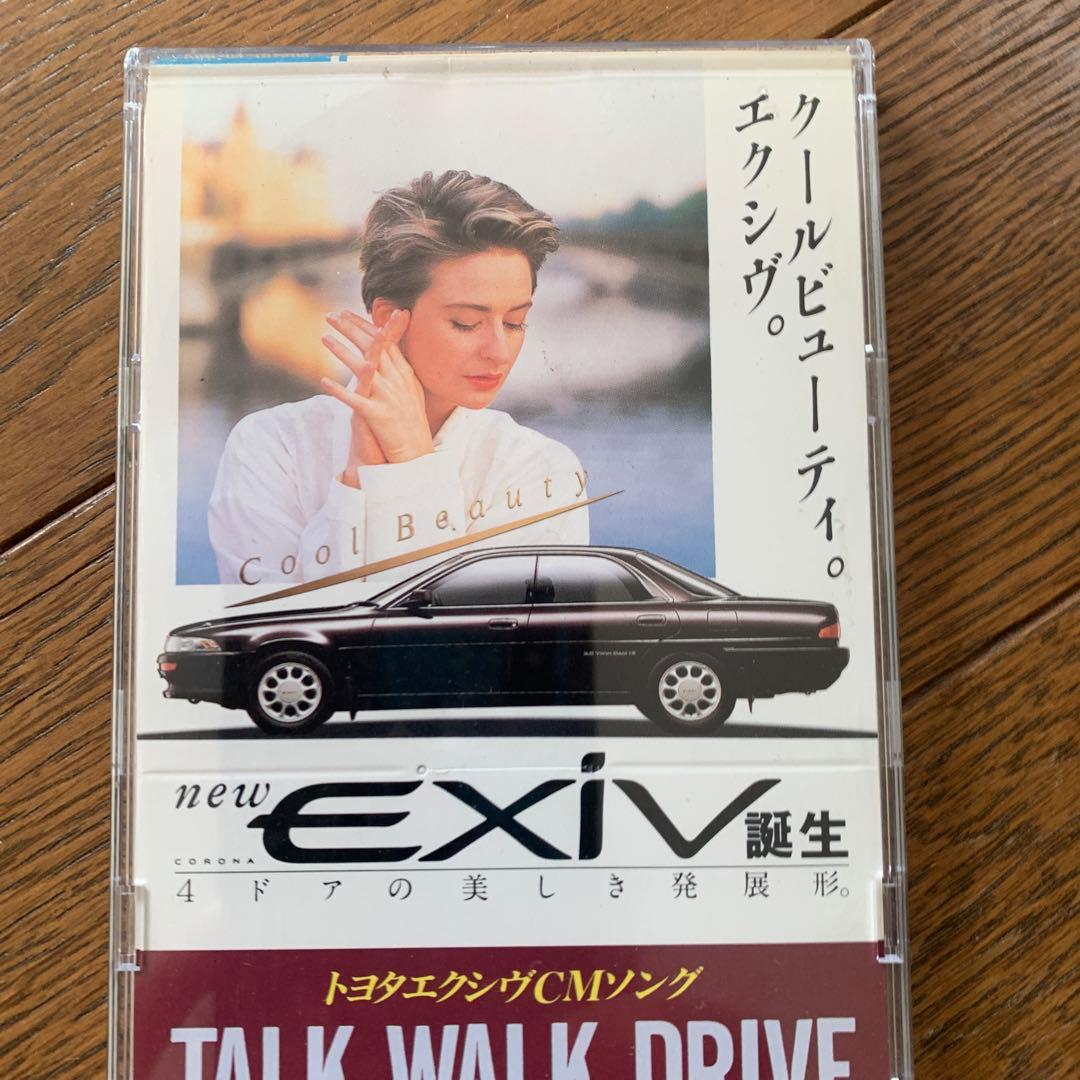 クールビューティ。
エクシヴ。
Cool Beauty
new EXiV 誕生
CORONA
4ドアの美しき発展形。
トヨタエクシヴCMソング
TALK WALK DRIVE